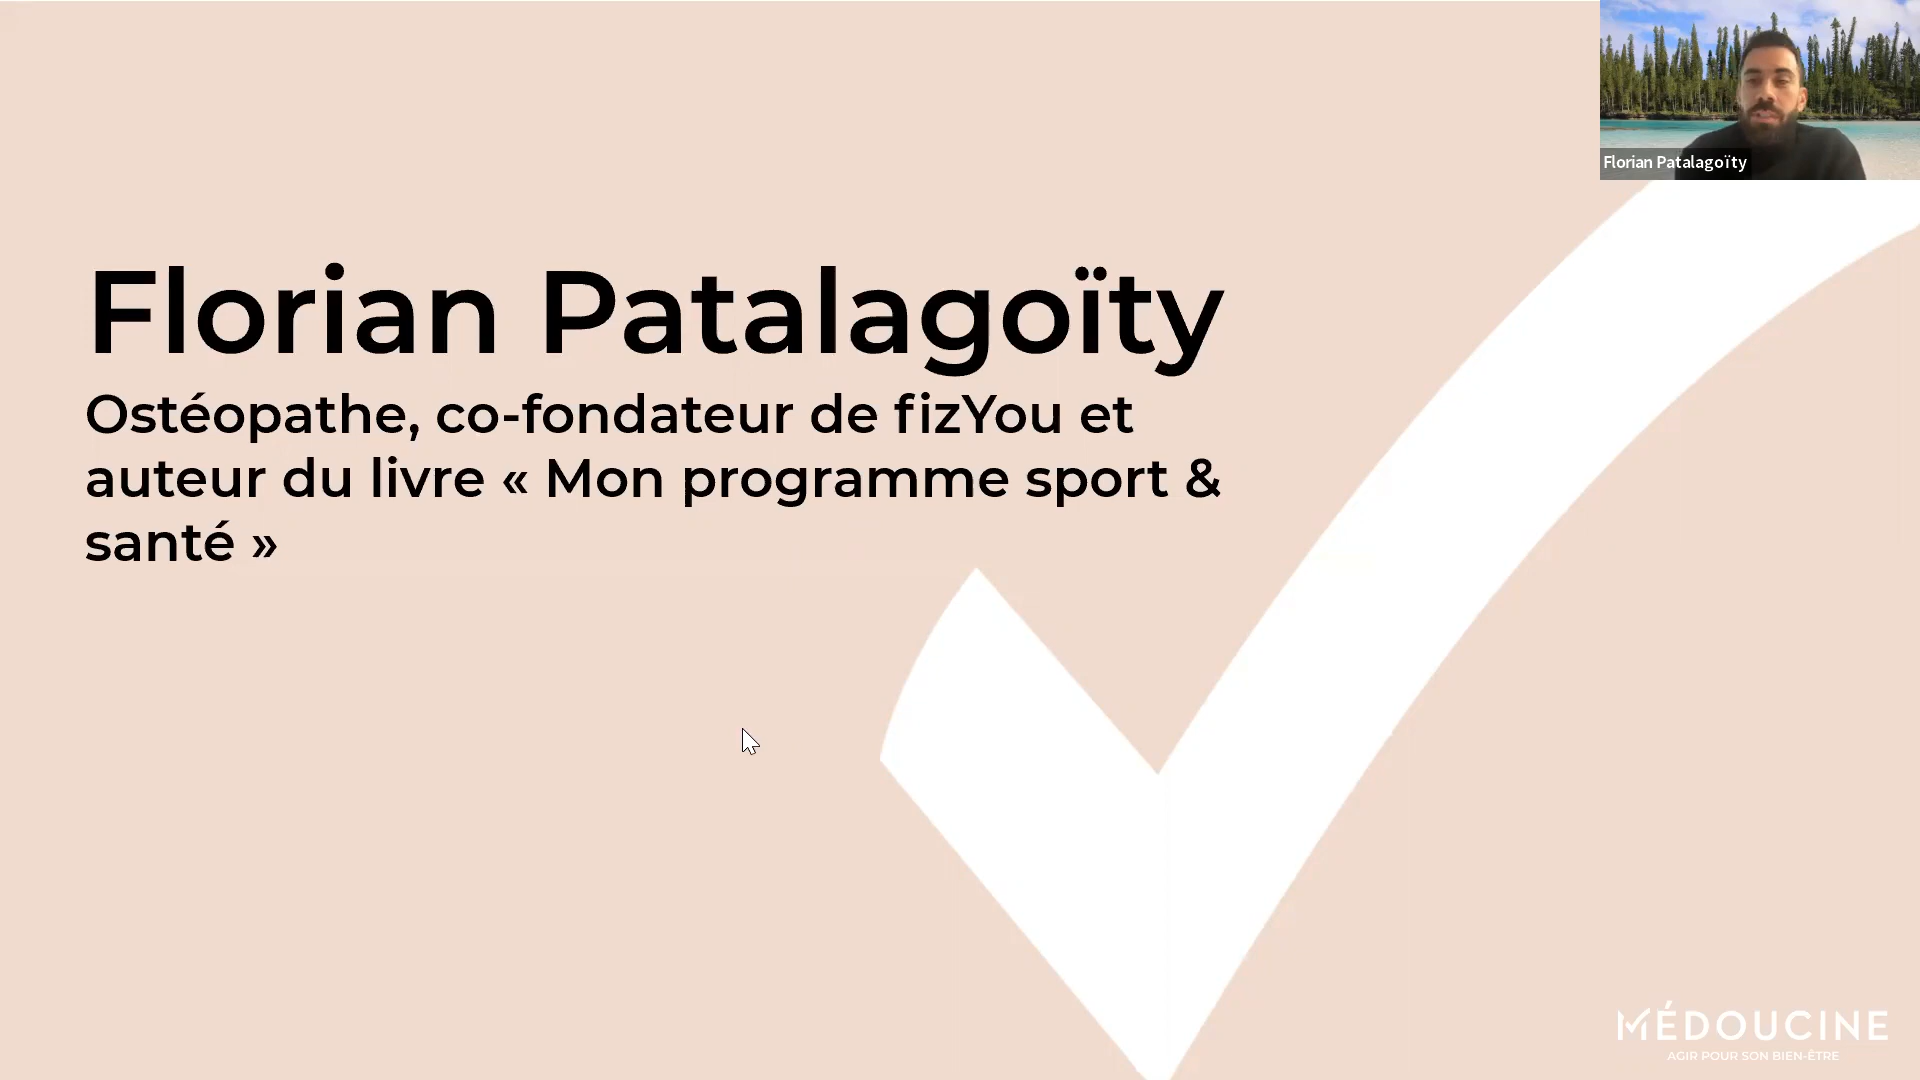 Florian Patalagoïty
Florian Patalagoïty
Ostéopathe, co-fondateur de fizYou et
auteur du livre « Mon programme sport &
santé »
MÉDOUCINE
AGIR POUR SON BIEN-ÊTRE